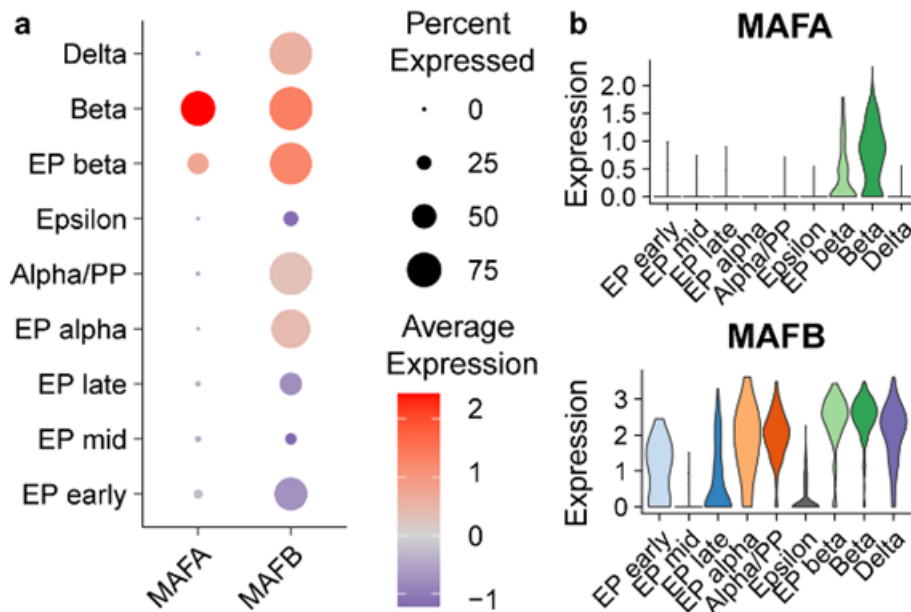 a
Delta
Beta
EP beta
Epsilon
Alpha/PP
EP alpha
EP late
EP mid
EP early
MAFA
MAFB
Percent
Expressed
0
25
50
75
Average
Expression
2
1
0
−1
b
MAFA
Expression
2.0
1.5
1.0
0.5
0.0
EP early
EP mid
EP late
EP alpha
Alpha/PP
Epsilon
EP beta
Beta
Delta
MAFB
Expression
3
2
1
0
EP early
EP mid
EP late
EP alpha
Alpha/PP
Epsilon
EP beta
Beta
Delta